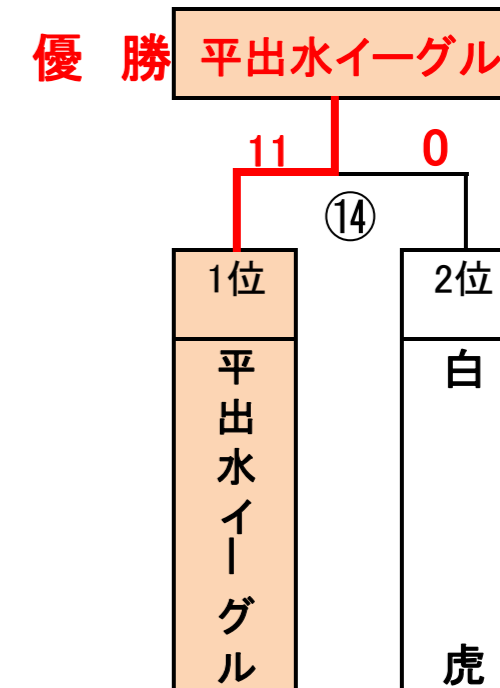 優 勝 平出水イーグル
11 0
⑭
1位 2位
平出水イーグル
白虎